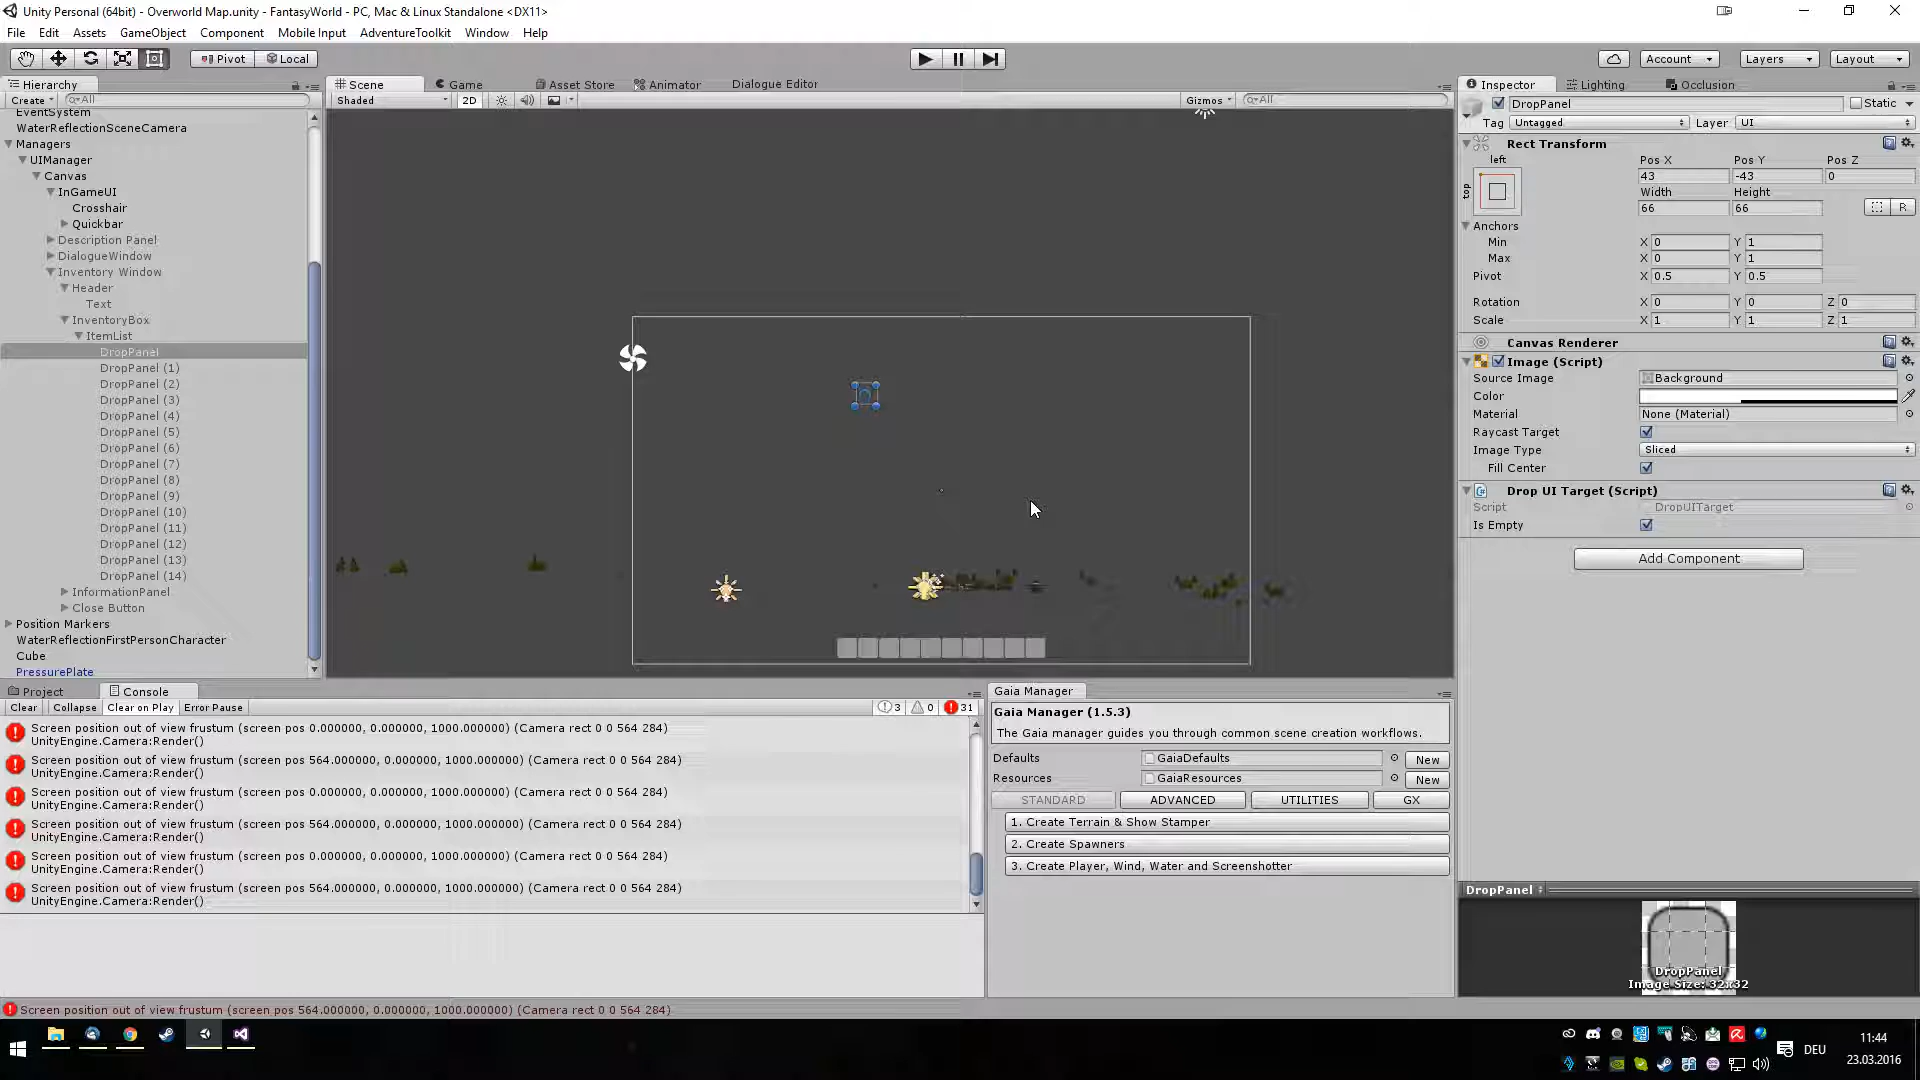 Unity Personal (64bit) - Overworld Map.unity - FantasyWorld - PC, Mac & Linux Standalone <DX11>
File Edit Assets GameObject Component Mobile Input AdventureToolkit Window Help
Pivot Local Account Layers Layout
Hierarchy
Create All
EventSystem
WaterReflectionSceneCamera
Managers
UIManager
Canvas
InGameUI
Crosshair
Quickbar
Description Panel
DialogueWindow
Inventory Window
Header
Text
InventoryBox
ItemList
DropPanel
DropPanel (1)
DropPanel (2)
DropPanel (3)
DropPanel (4)
DropPanel (5)
DropPanel (6)
DropPanel (7)
DropPanel (8)
DropPanel (9)
DropPanel (10)
DropPanel (11)
DropPanel (12)
DropPanel (13)
DropPanel (14)
InformationPanel
Close Button
Position Markers
WaterReflectionFirstPersonCharacter
Cube
PressurePlate
Scene Game Asset Store Animator Dialogue Editor
Shaded 2D Gizmos All
Inspector Lighting Occlusion
DropPanel Static
Tag Untagged Layer UI
Rect Transform
left Pos X Pos Y Pos Z
top 43 -43 0
Width Height
66 66 R
Anchors
Min X 0 Y 1
Max X 0 Y 1
Pivot X 0.5 Y 0.5
Rotation X 0 Y 0 Z 0
Scale X 1 Y 1 Z 1
Canvas Renderer
Image (Script)
Source Image Background
Color
Material None (Material)
Raycast Target
Image Type Sliced
Fill Center
Drop UI Target (Script)
Script DropUITarget
Is Empty
Add Component
DropPanel
DropPanel
Image Size: 32x32
Project Console
Clear Collapse Clear on Play Error Pause 3 0 31
Screen position out of view frustum (screen pos 0.000000, 0.000000, 1000.000000) (Camera rect 0 0 564 284)
UnityEngine.Camera:Render()
Screen position out of view frustum (screen pos 564.000000, 0.000000, 1000.000000) (Camera rect 0 0 564 284)
UnityEngine.Camera:Render()
Screen position out of view frustum (screen pos 0.000000, 0.000000, 1000.000000) (Camera rect 0 0 564 284)
UnityEngine.Camera:Render()
Screen position out of view frustum (screen pos 564.000000, 0.000000, 1000.000000) (Camera rect 0 0 564 284)
UnityEngine.Camera:Render()
Screen position out of view frustum (screen pos 0.000000, 0.000000, 1000.000000) (Camera rect 0 0 564 284)
UnityEngine.Camera:Render()
Screen position out of view frustum (screen pos 564.000000, 0.000000, 1000.000000) (Camera rect 0 0 564 284)
UnityEngine.Camera:Render()
Gaia Manager
Gaia Manager (1.5.3)
The Gaia manager guides you through common scene creation workflows.
Defaults GaiaDefaults New
Resources GaiaResources New
STANDARD ADVANCED UTILITIES GX
1. Create Terrain & Show Stamper
2. Create Spawners
3. Create Player, Wind, Water and Screenshotter
Screen position out of view frustum (screen pos 564.000000, 0.000000, 1000.000000) (Camera rect 0 0 564 284)
DEU
11:44
23.03.2016